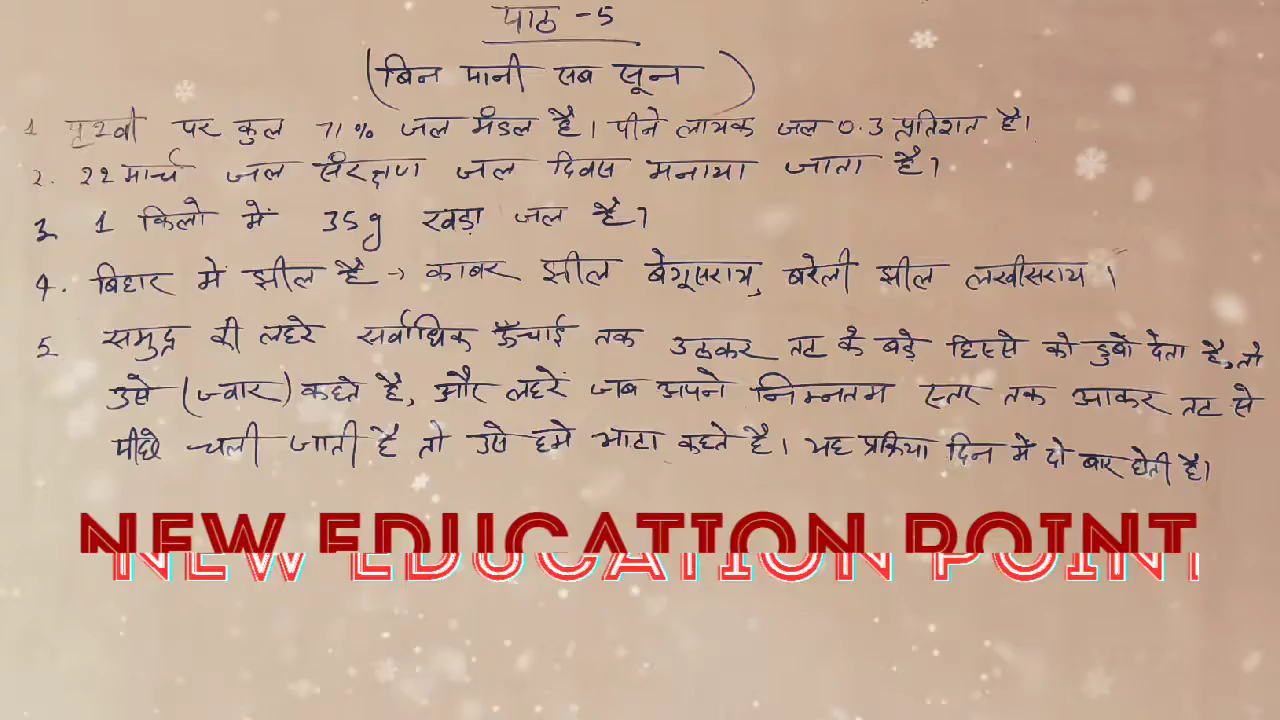 पाठ -5
(बिन पानी सब सून)
1 पृथ्वी पर कुल 71% जल मंडल है। पीने लायक जल 0.3 प्रतिशत है।
2. 22 मार्च जल संरक्षण जल दिवस मनाया जाता है।
3 1 किलो में 35g खड़ा जल है।
4. बिहार में झील है → काबर झील बेगूसराय, बरेली झील लखीसराय।
5 समुद्र की लहरे सर्वाधिक ऊँचाई तक उठकर तट के बड़े हिस्से को डुबो देता है, तो
उसे (ज्वार) कहते है, और लहरें जब अपने निम्नतम स्तर तक आकर तट से
पीछे चली जाती है तो उसे हमे भाटा कहते है। यह प्रक्रिया दिन में दो बार होती है।
NEW EDUCATION POINT
NEW EDUCATION POINT